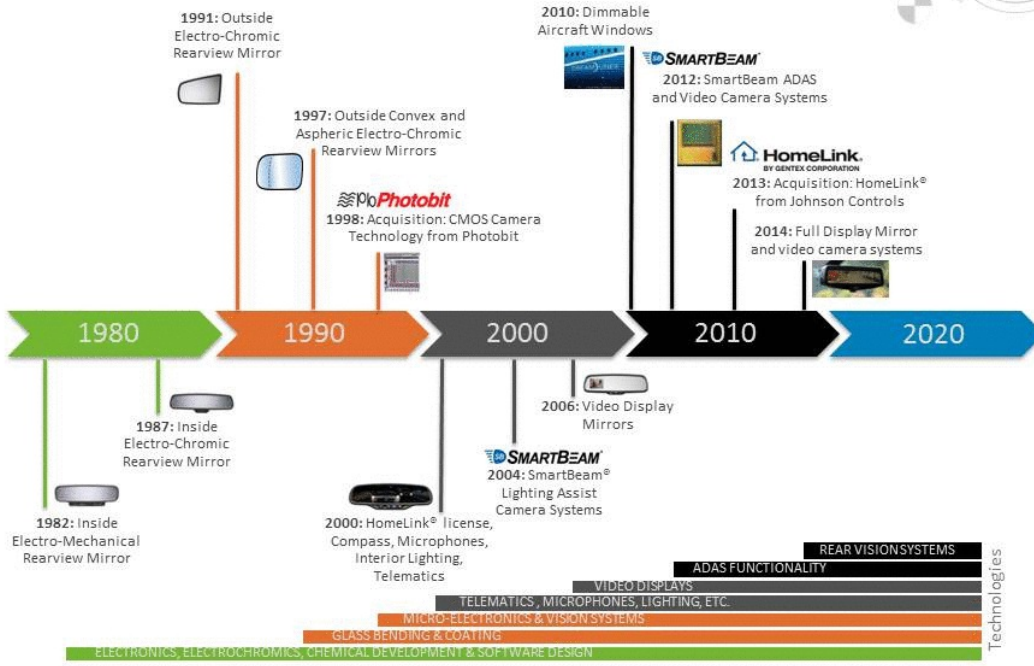 1991: Outside
Electro-Chromic
Rearview Mirror
1997: Outside Convex and
Aspheric Electro-Chromic
Rearview Mirrors
Photobit
1998: Acquisition: CMOS Camera
Technology from Photobit
2010: Dimmable
Aircraft Windows
SB SMARTBEAM®
2012: SmartBeam ADAS
and Video Camera Systems
HomeLink®
BY GENTEX CORPORATION
2013: Acquisition: HomeLink®
from Johnson Controls
2014: Full Display Mirror
and video camera systems
1980
1990
2000
2010
2020
1982: Inside
Electro-Mechanical
Rearview Mirror
1987: Inside
Electro-Chromic
Rearview Mirror
2000: HomeLink® license,
Compass, Microphones,
Interior Lighting,
Telematics
SB SMARTBEAM®
2004: SmartBeam®
Lighting Assist
Camera Systems
2006: Video Display
Mirrors
REAR VISION SYSTEMS
ADAS FUNCTIONALITY
VIDEO DISPLAYS
TELEMATICS , MICROPHONES, LIGHTING, ETC.
MICRO-ELECTRONICS & VISION SYSTEMS
GLASS BENDING & COATING
ELECTRONICS, ELECTROCHROMICS, CHEMICAL DEVELOPMENT & SOFTWARE DESIGN
Technologies